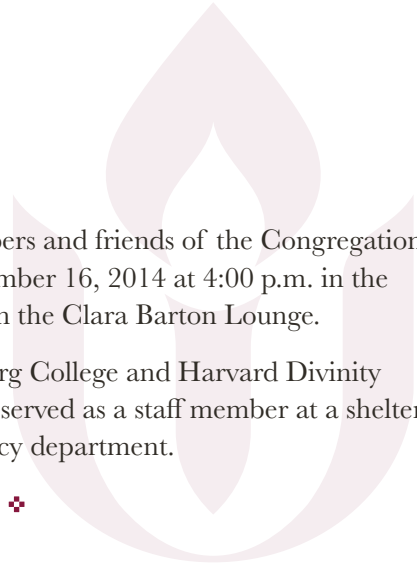 bers and friends of the Congregation
mber 16, 2014 at 4:00 p.m. in the
n the Clara Barton Lounge.
rg College and Harvard Divinity
served as a staff member at a shelter
cy department.